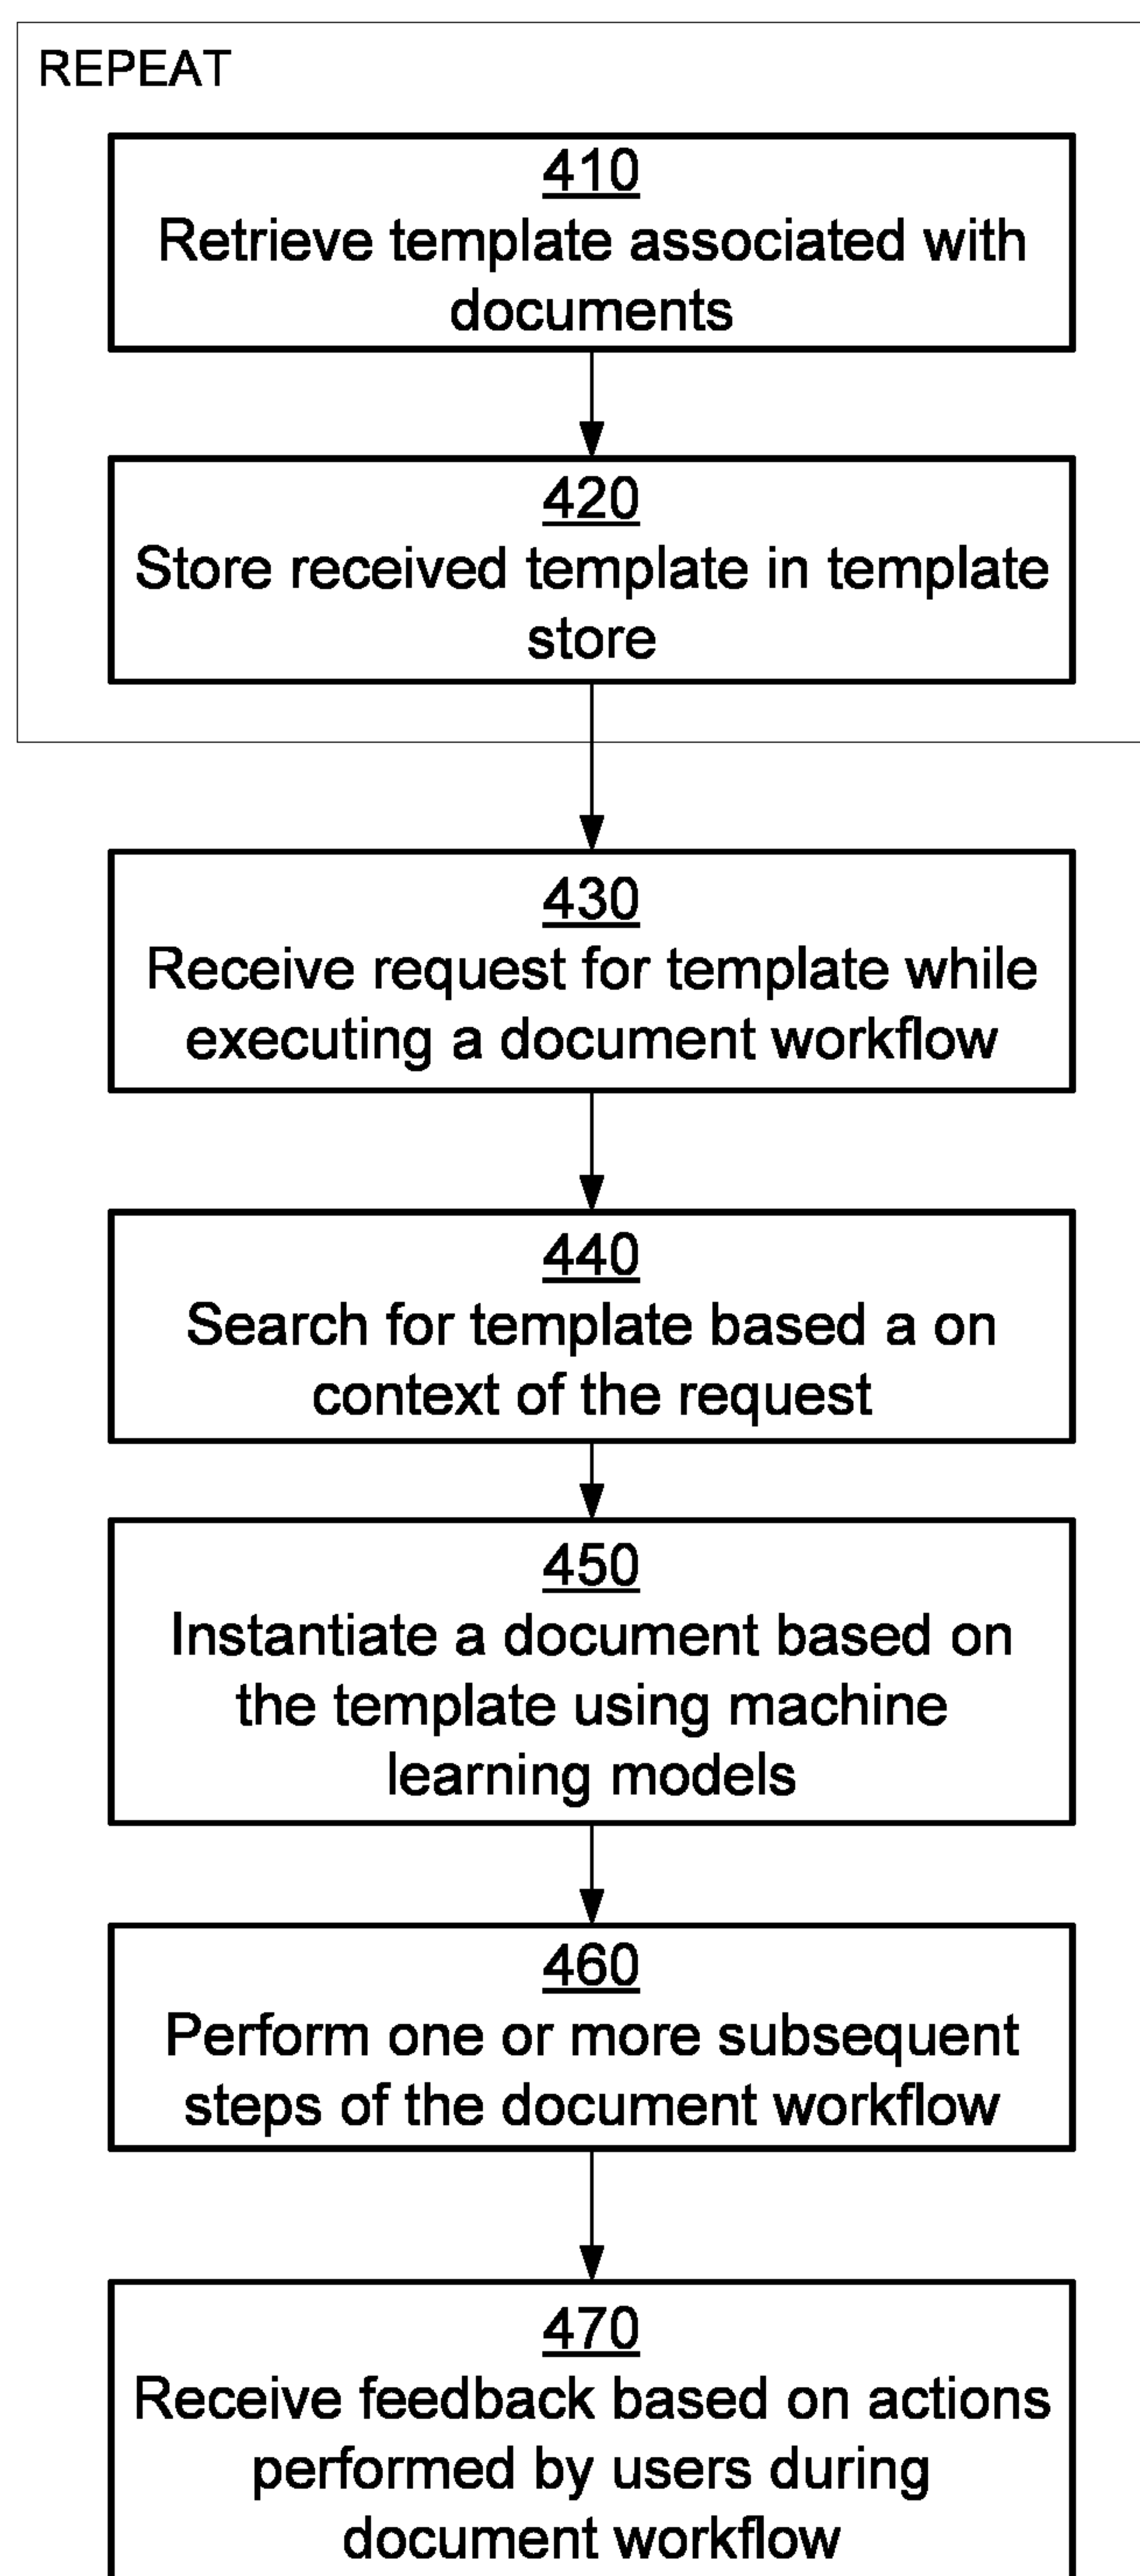 REPEAT
410
Retrieve template associated with
documents
420
Store received template in template
store
430
Receive request for template while
executing a document workflow
440
Search for template based a on
context of the request
450
Instantiate a document based on
the template using machine
learning models
460
Perform one or more subsequent
steps of the document workflow
470
Receive feedback based on actions
performed by users during
document workflow